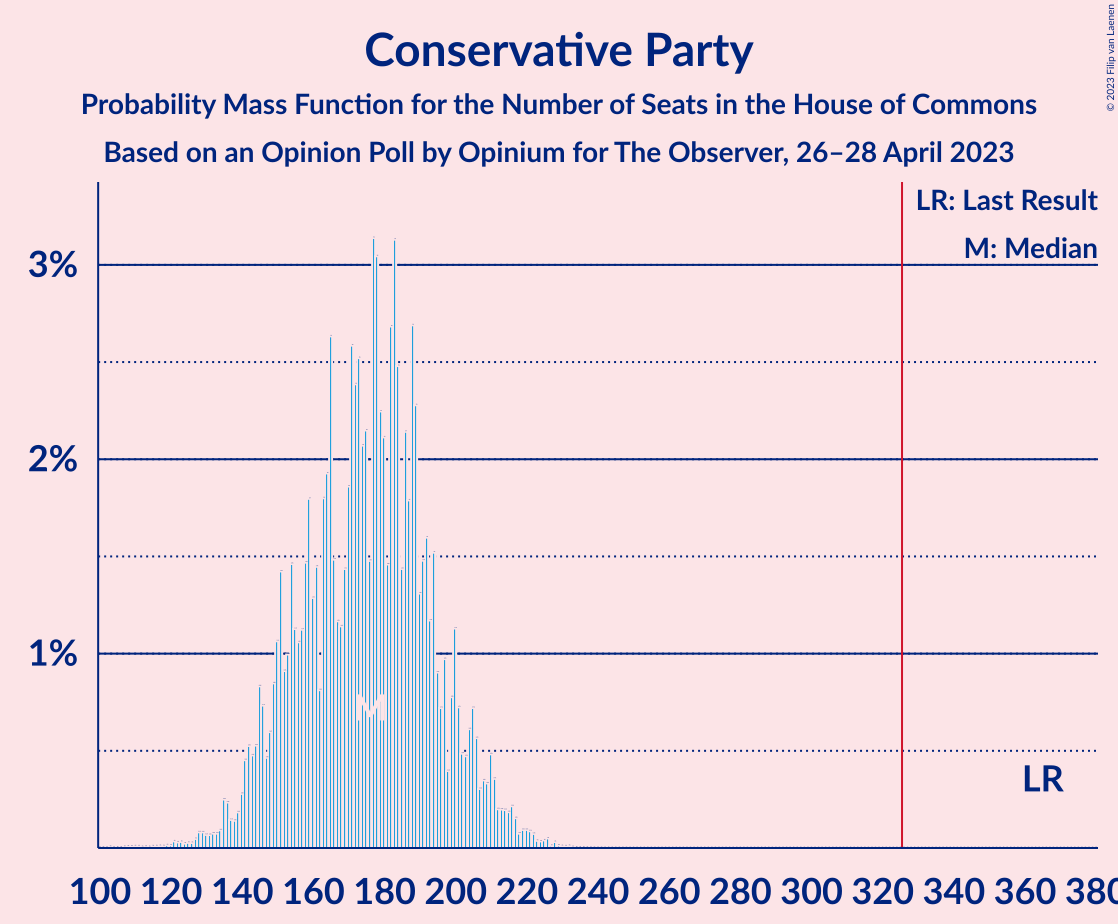 Conservative Party
Probability Mass Function for the Number of Seats in the House of Commons
Based on an Opinion Poll by Opinium for The Observer, 26–28 April 2023
© 2023 Filip van Laenen
LR: Last Result
M: Median
3%
2%
1%
M
LR
100 120 140 160 180 200 220 240 260 280 300 320 340 360 380